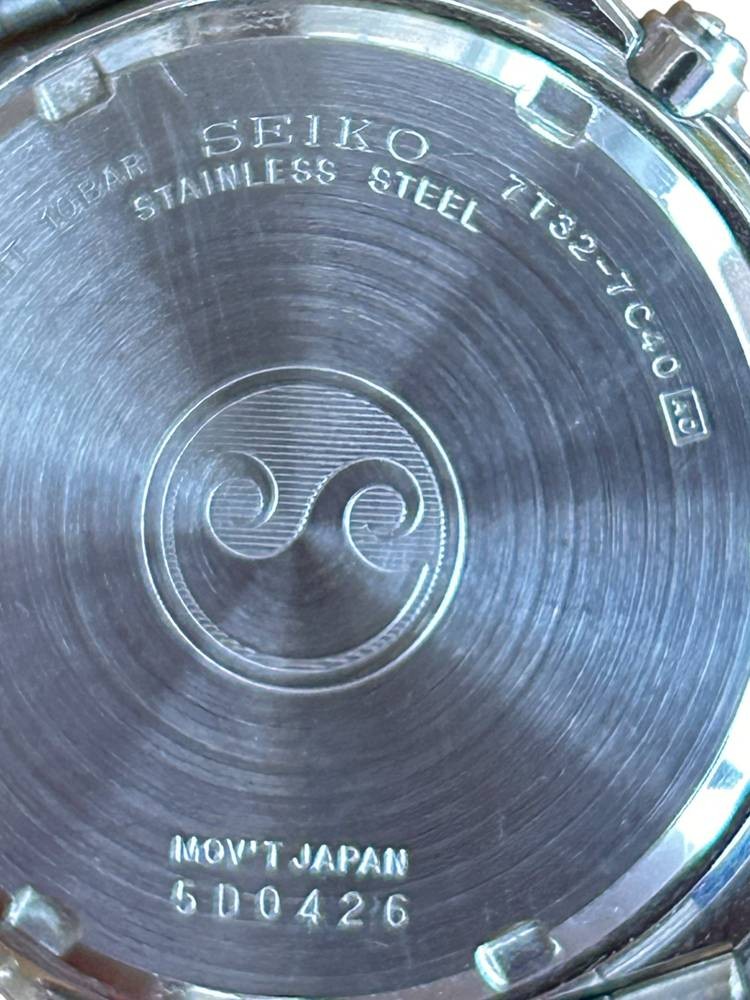 10BAR
SEIKO
STAINLESS STEEL
7T32-7C40
MOV'T JAPAN
5D0426